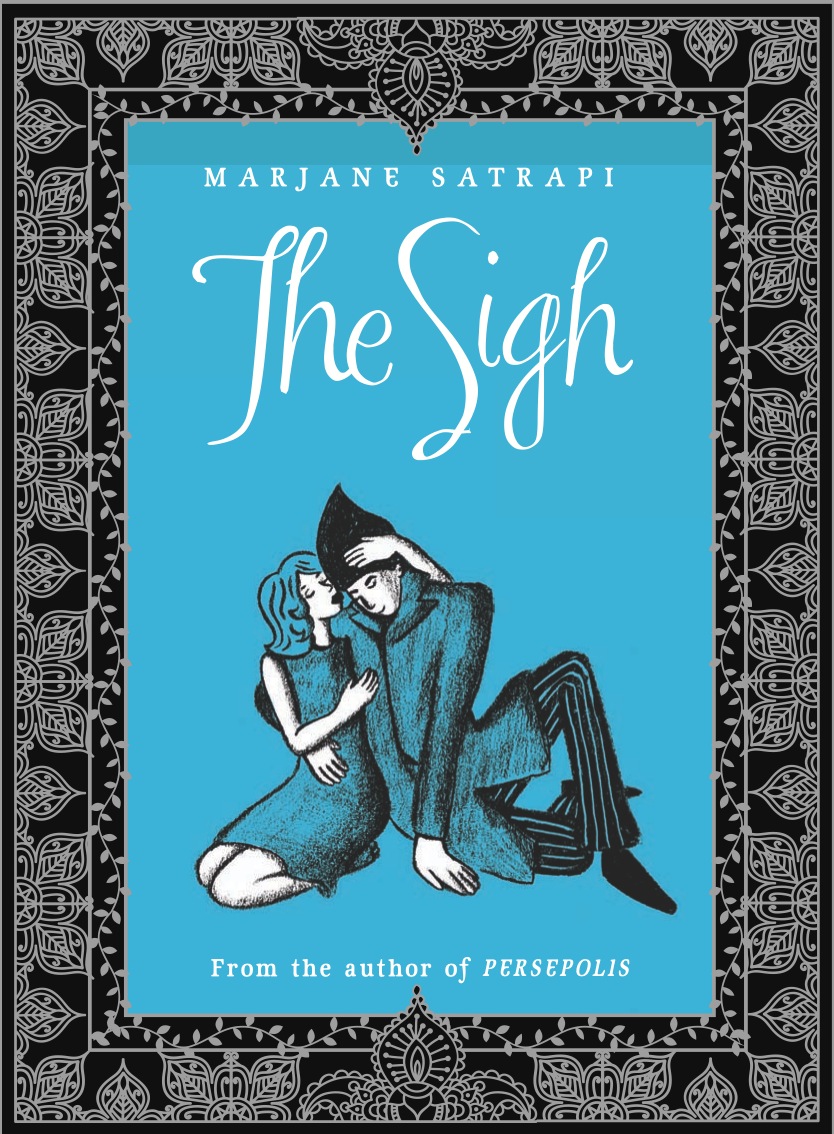 MARJANE SATRAPI
The Sigh
From the author of PERSEPOLIS